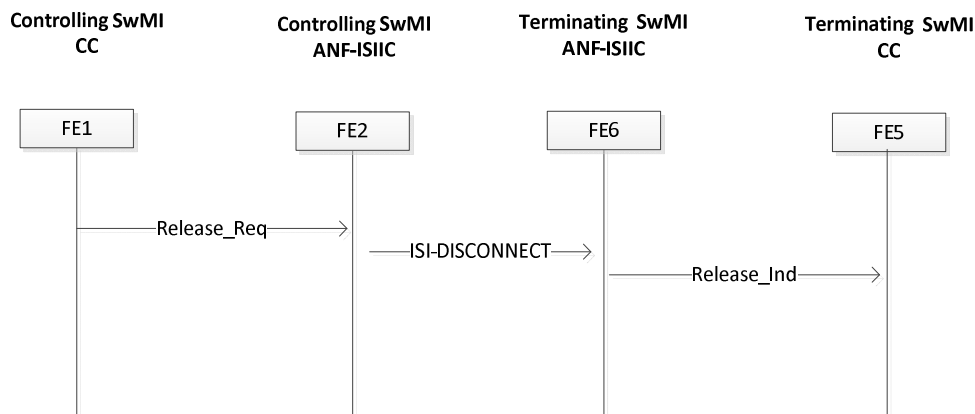 Controlling SwMI
CC
Controlling SwMI
ANF-ISIIC
Terminating SwMI
ANF-ISIIC
Terminating SwMI
CC
FE1
FE2
FE6
FE5
Release_Req
ISI-DISCONNECT
Release_Ind